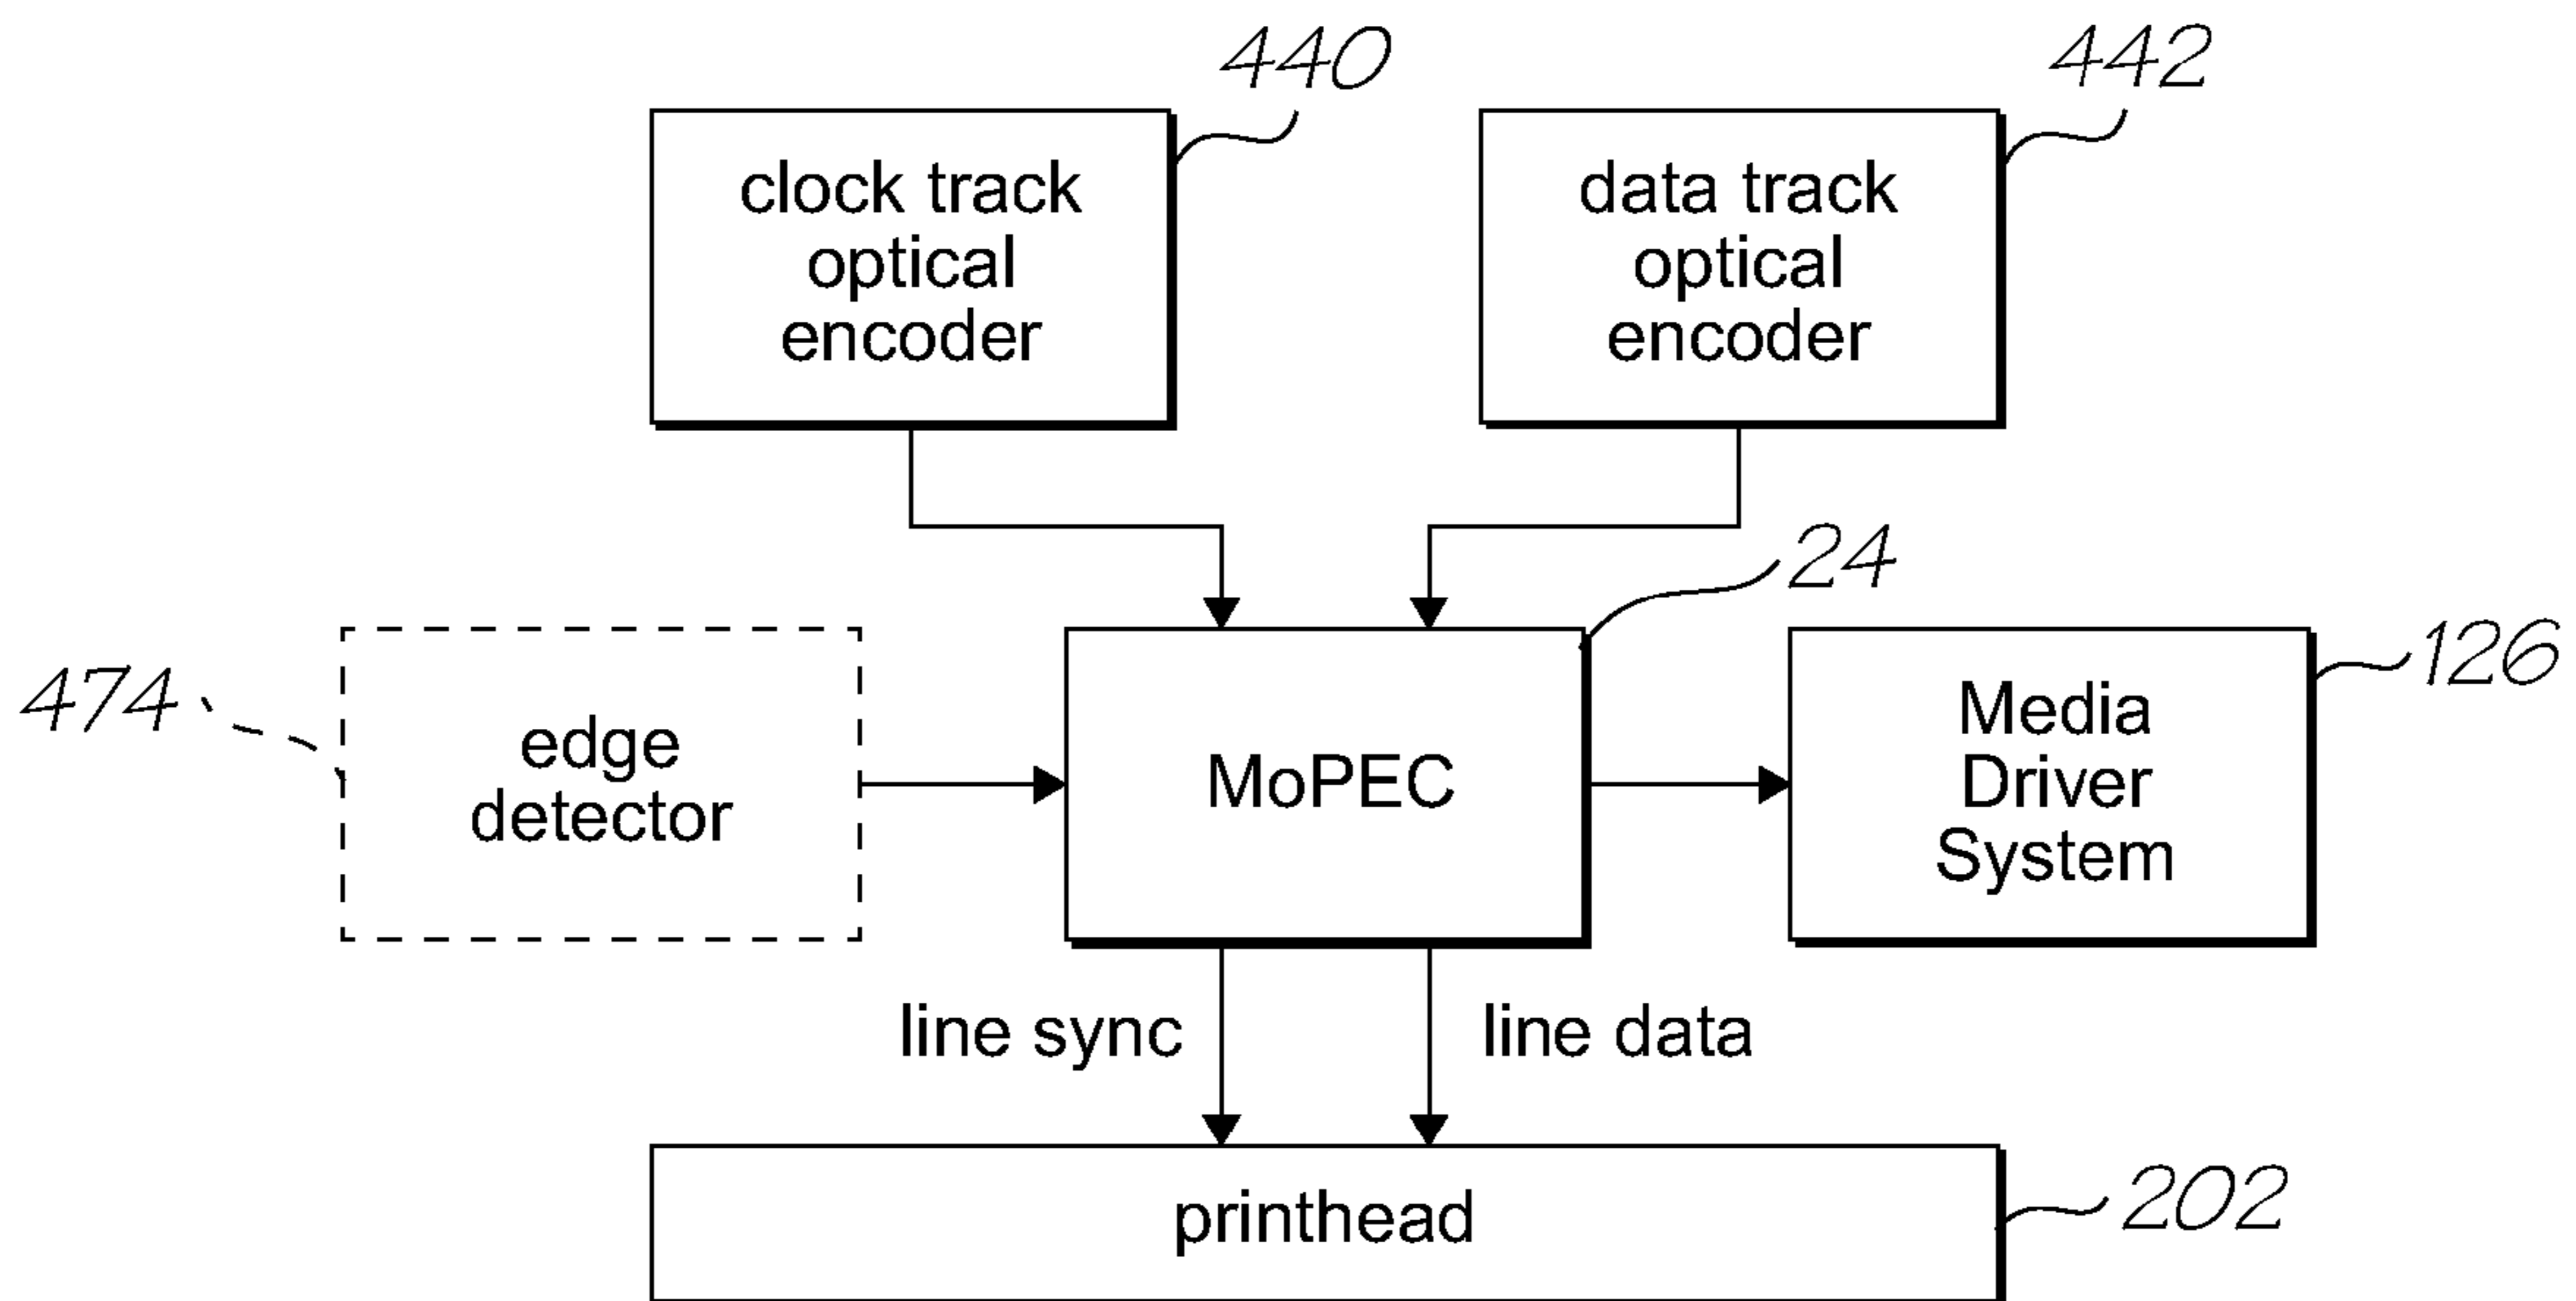 440
442
clock track
optical
encoder
data track
optical
encoder
24
474
edge
detector
MoPEC
Media
Driver
System
126
line sync
line data
printhead
202